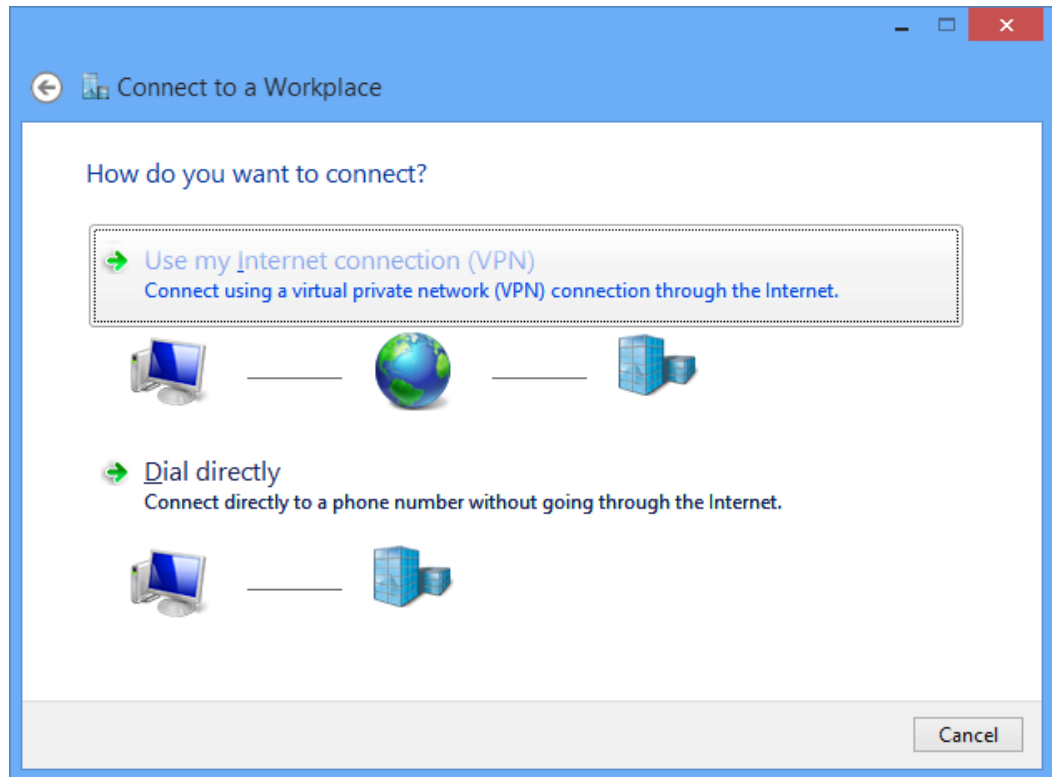 Connect to a Workplace
How do you want to connect?
Use my Internet connection (VPN)
Connect using a virtual private network (VPN) connection through the Internet.
Dial directly
Connect directly to a phone number without going through the Internet.
Cancel